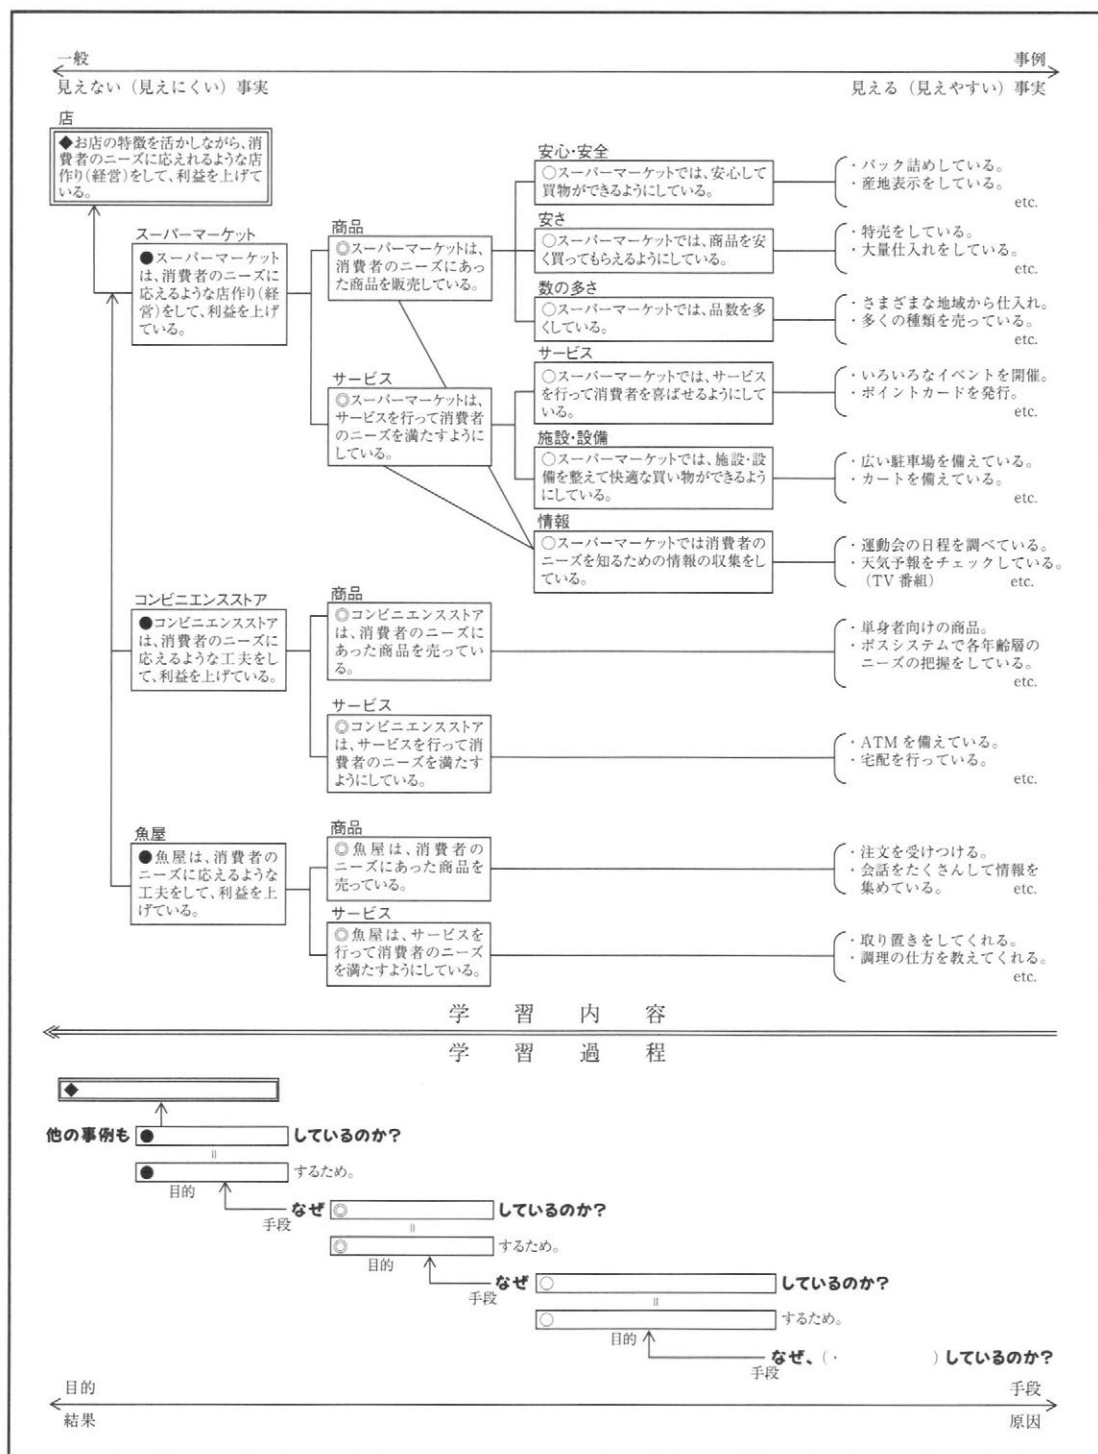 一般
事例
見えない（見えにくい）事実
見える（見えやすい）事実
店
◆お店の特徴を活かしながら、消
費者のニーズに応えれるような店
作り(経営)をして、利益を上げて
いる。
スーパーマーケット
●スーパーマーケット
は、消費者のニーズに
応えるような店作り(経
営)をして、利益を上げ
ている。
商品
◎スーパーマーケットは、
消費者のニーズにあっ
た商品を販売している。
安心・安全
○スーパーマーケットでは、安心して
買物ができるようにしている。
・パック詰めしている。
・産地表示をしている。
etc.
安さ
○スーパーマーケットでは、商品を安
く買ってもらえるようにしている。
・特売をしている。
・大量仕入れをしている。
etc.
数の多さ
○スーパーマーケットでは、品数を多
くしている。
・さまざまな地域から仕入れ。
・多くの種類を売っている。
etc.
サービス
◎スーパーマーケットは、
サービスを行って消費者
のニーズを満たすように
している。
サービス
○スーパーマーケットでは、サービス
を行って消費者を喜ばせるようにして
いる。
・いろいろなイベントを開催。
・ポイントカードを発行。
etc.
施設・設備
○スーパーマーケットでは、施設・設
備を整えて快適な買い物ができるよう
にしている。
・広い駐車場を備えている。
・カートを備えている。
etc.
情報
○スーパーマーケットでは消費者の
ニーズを知るための情報の収集をし
ている。
・運動会の日程を調べている。
・天気予報をチェックしている。
（TV 番組） etc.
コンビニエンスストア
●コンビニエンスストア
は、消費者のニーズに
応えるような工夫をし
て、利益を上げている。
商品
◎コンビニエンスストア
は、消費者のニーズに
あった商品を売ってい
る。
・単身者向けの商品。
・ポスシステムで各年齢層の
ニーズの把握をしている。
etc.
サービス
◎コンビニエンスストア
は、サービスを行って消
費者のニーズを満たす
ようにしている。
・ATM を備えている。
・宅配を行っている。
etc.
魚屋
●魚屋は、消費者の
ニーズに応えるような
工夫をして、利益を上
げている。
商品
◎魚屋は、消費者の
ニーズにあった商品を
売っている。
・注文を受けつける。
・会話をたくさんして情報を
集めている。 etc.
サービス
◎魚屋は、サービスを
行って消費者のニーズ
を満たすようにしている。
・取り置きをしてくれる。
・調理の仕方を教えてくれる。
etc.
学習内容
学習過程
◆
他の事例も ● しているのか？
＝
● するため。
目的
手段 なぜ ◎ しているのか？
＝
◎ するため。
目的
手段 なぜ ○ しているのか？
＝
○ するため。
目的
手段 なぜ、（・ ）しているのか？
目的
手段
結果
原因